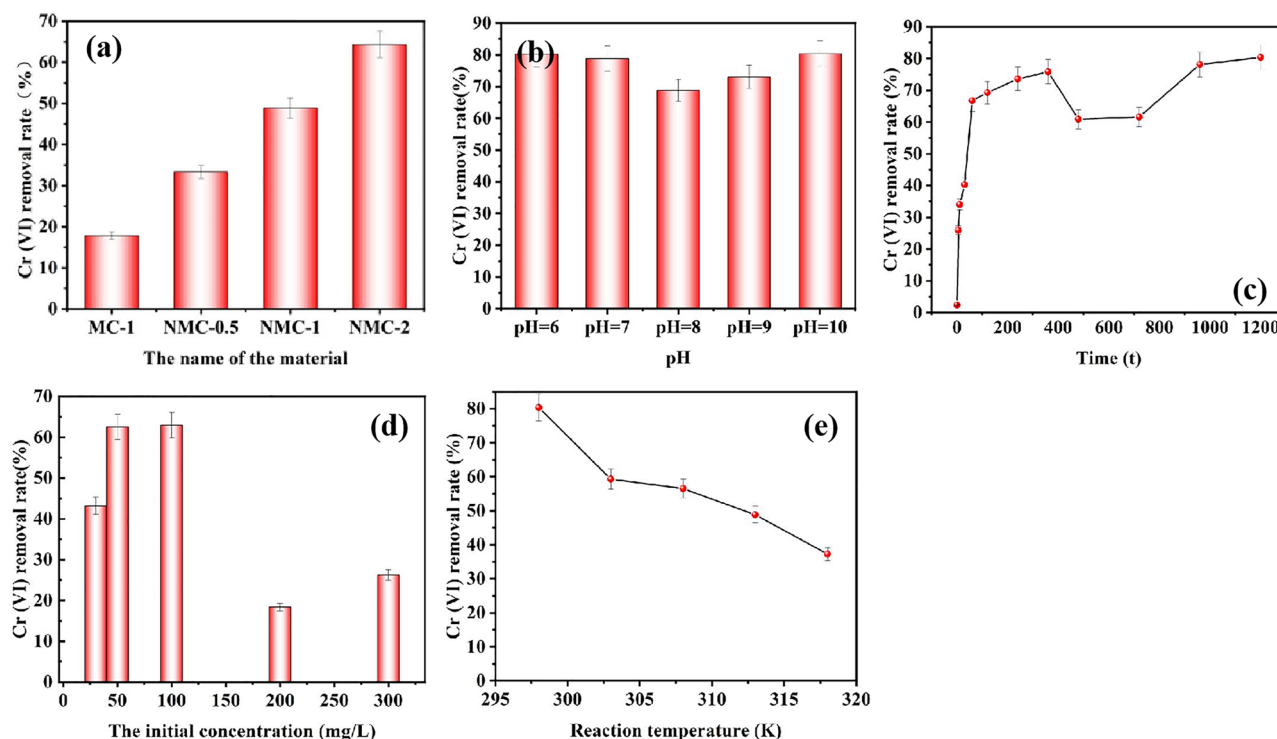 (a)
Cr (VI) removal rate (%)
70
60
50
40
30
20
10
0
MC-1 NMC-0.5 NMC-1 NMC-2
The name of the material
(b)
Cr (VI) removal rate(%)
90
80
70
60
50
40
30
20
10
0
pH=6 pH=7 pH=8 pH=9 pH=10
pH
(c)
Cr (VI) removal rate (%)
90
80
70
60
50
40
30
20
10
0
0 200 400 600 800 1000 1200
Time (t)
(d)
Cr (VI) removal rate(%)
70
60
50
40
30
20
10
0
0 50 100 150 200 250 300
The initial concentration (mg/L)
(e)
Cr (VI) removal rate (%)
80
70
60
50
40
30
20
10
0
295 300 305 310 315 320
Reaction temperature (K)